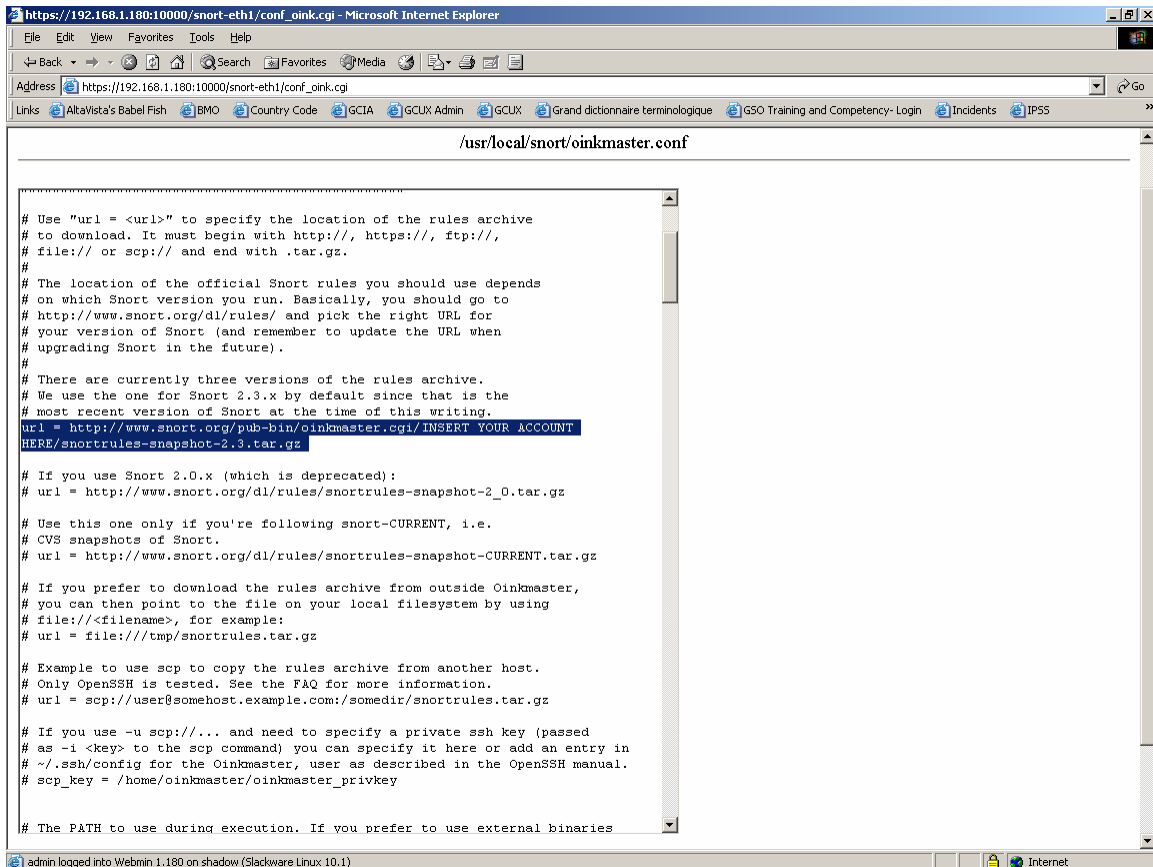 https://192.168.1.180:10000/snort-eth1/conf_oink.cgi - Microsoft Internet Explorer
File Edit View Favorites Tools Help
Back Search Favorites Media
Address https://192.168.1.180:10000/snort-eth1/conf_oink.cgi Go
Links AltaVista's Babel Fish BMO Country Code GCIA GCUX Admin GCUX Grand dictionnaire terminologique GSO Training and Competency- Login Incidents IPSS »
/usr/local/snort/oinkmaster.conf
# Use "url = <url>" to specify the location of the rules archive
# to download. It must begin with http://, https://, ftp://,
# file:// or scp:// and end with .tar.gz.
#
# The location of the official Snort rules you should use depends
# on which Snort version you run. Basically, you should go to
# http://www.snort.org/dl/rules/ and pick the right URL for
# your version of Snort (and remember to update the URL when
# upgrading Snort in the future).
#
# There are currently three versions of the rules archive.
# We use the one for Snort 2.3.x by default since that is the
# most recent version of Snort at the time of this writing.
url = http://www.snort.org/pub-bin/oinkmaster.cgi/INSERT YOUR ACCOUNT
HERE/snortrules-snapshot-2.3.tar.gz
# If you use Snort 2.0.x (which is deprecated):
# url = http://www.snort.org/dl/rules/snortrules-snapshot-2_0.tar.gz
# Use this one only if you're following snort-CURRENT, i.e.
# CVS snapshots of Snort.
# url = http://www.snort.org/dl/rules/snortrules-snapshot-CURRENT.tar.gz
# If you prefer to download the rules archive from outside Oinkmaster,
# you can then point to the file on your local filesystem by using
# file://<filename>, for example:
# url = file:///tmp/snortrules.tar.gz
# Example to use scp to copy the rules archive from another host.
# Only OpenSSH is tested. See the FAQ for more information.
# url = scp://user@somehost.example.com:/somedir/snortrules.tar.gz
# If you use -u scp://... and need to specify a private ssh key (passed
# as -i <key> to the scp command) you can specify it here or add an entry in
# ~/.ssh/config for the Oinkmaster, user as described in the OpenSSH manual.
# scp_key = /home/oinkmaster/oinkmaster_privkey
# The PATH to use during execution. If you prefer to use external binaries
admin logged into Webmin 1.180 on shadow (Slackware Linux 10.1) Internet